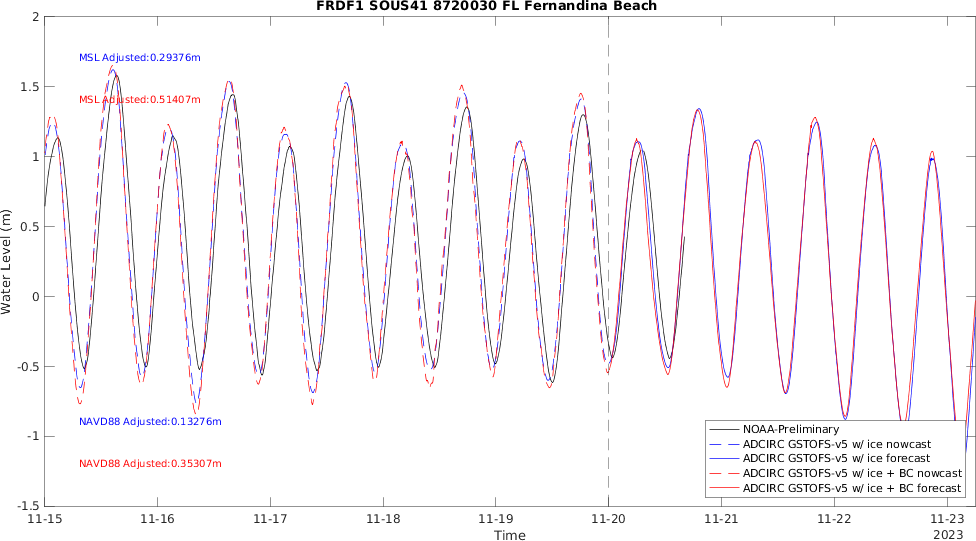 FRDF1 SOUS41 8720030 FL Fernandina Beach
2
1.5
1
0.5
0
-0.5
-1
-1.5
Water Level (m)
MSL Adjusted:0.29376m
MSL Adjusted:0.51407m
NAVD88 Adjusted:0.13276m
NAVD88 Adjusted:0.35307m
NOAA-Preliminary
ADCIRC GSTOFS-v5 w/ ice nowcast
ADCIRC GSTOFS-v5 w/ ice forecast
ADCIRC GSTOFS-v5 w/ ice + BC nowcast
ADCIRC GSTOFS-v5 w/ ice + BC forecast
11-15 11-16 11-17 11-18 11-19 11-20 11-21 11-22 11-23
Time
2023